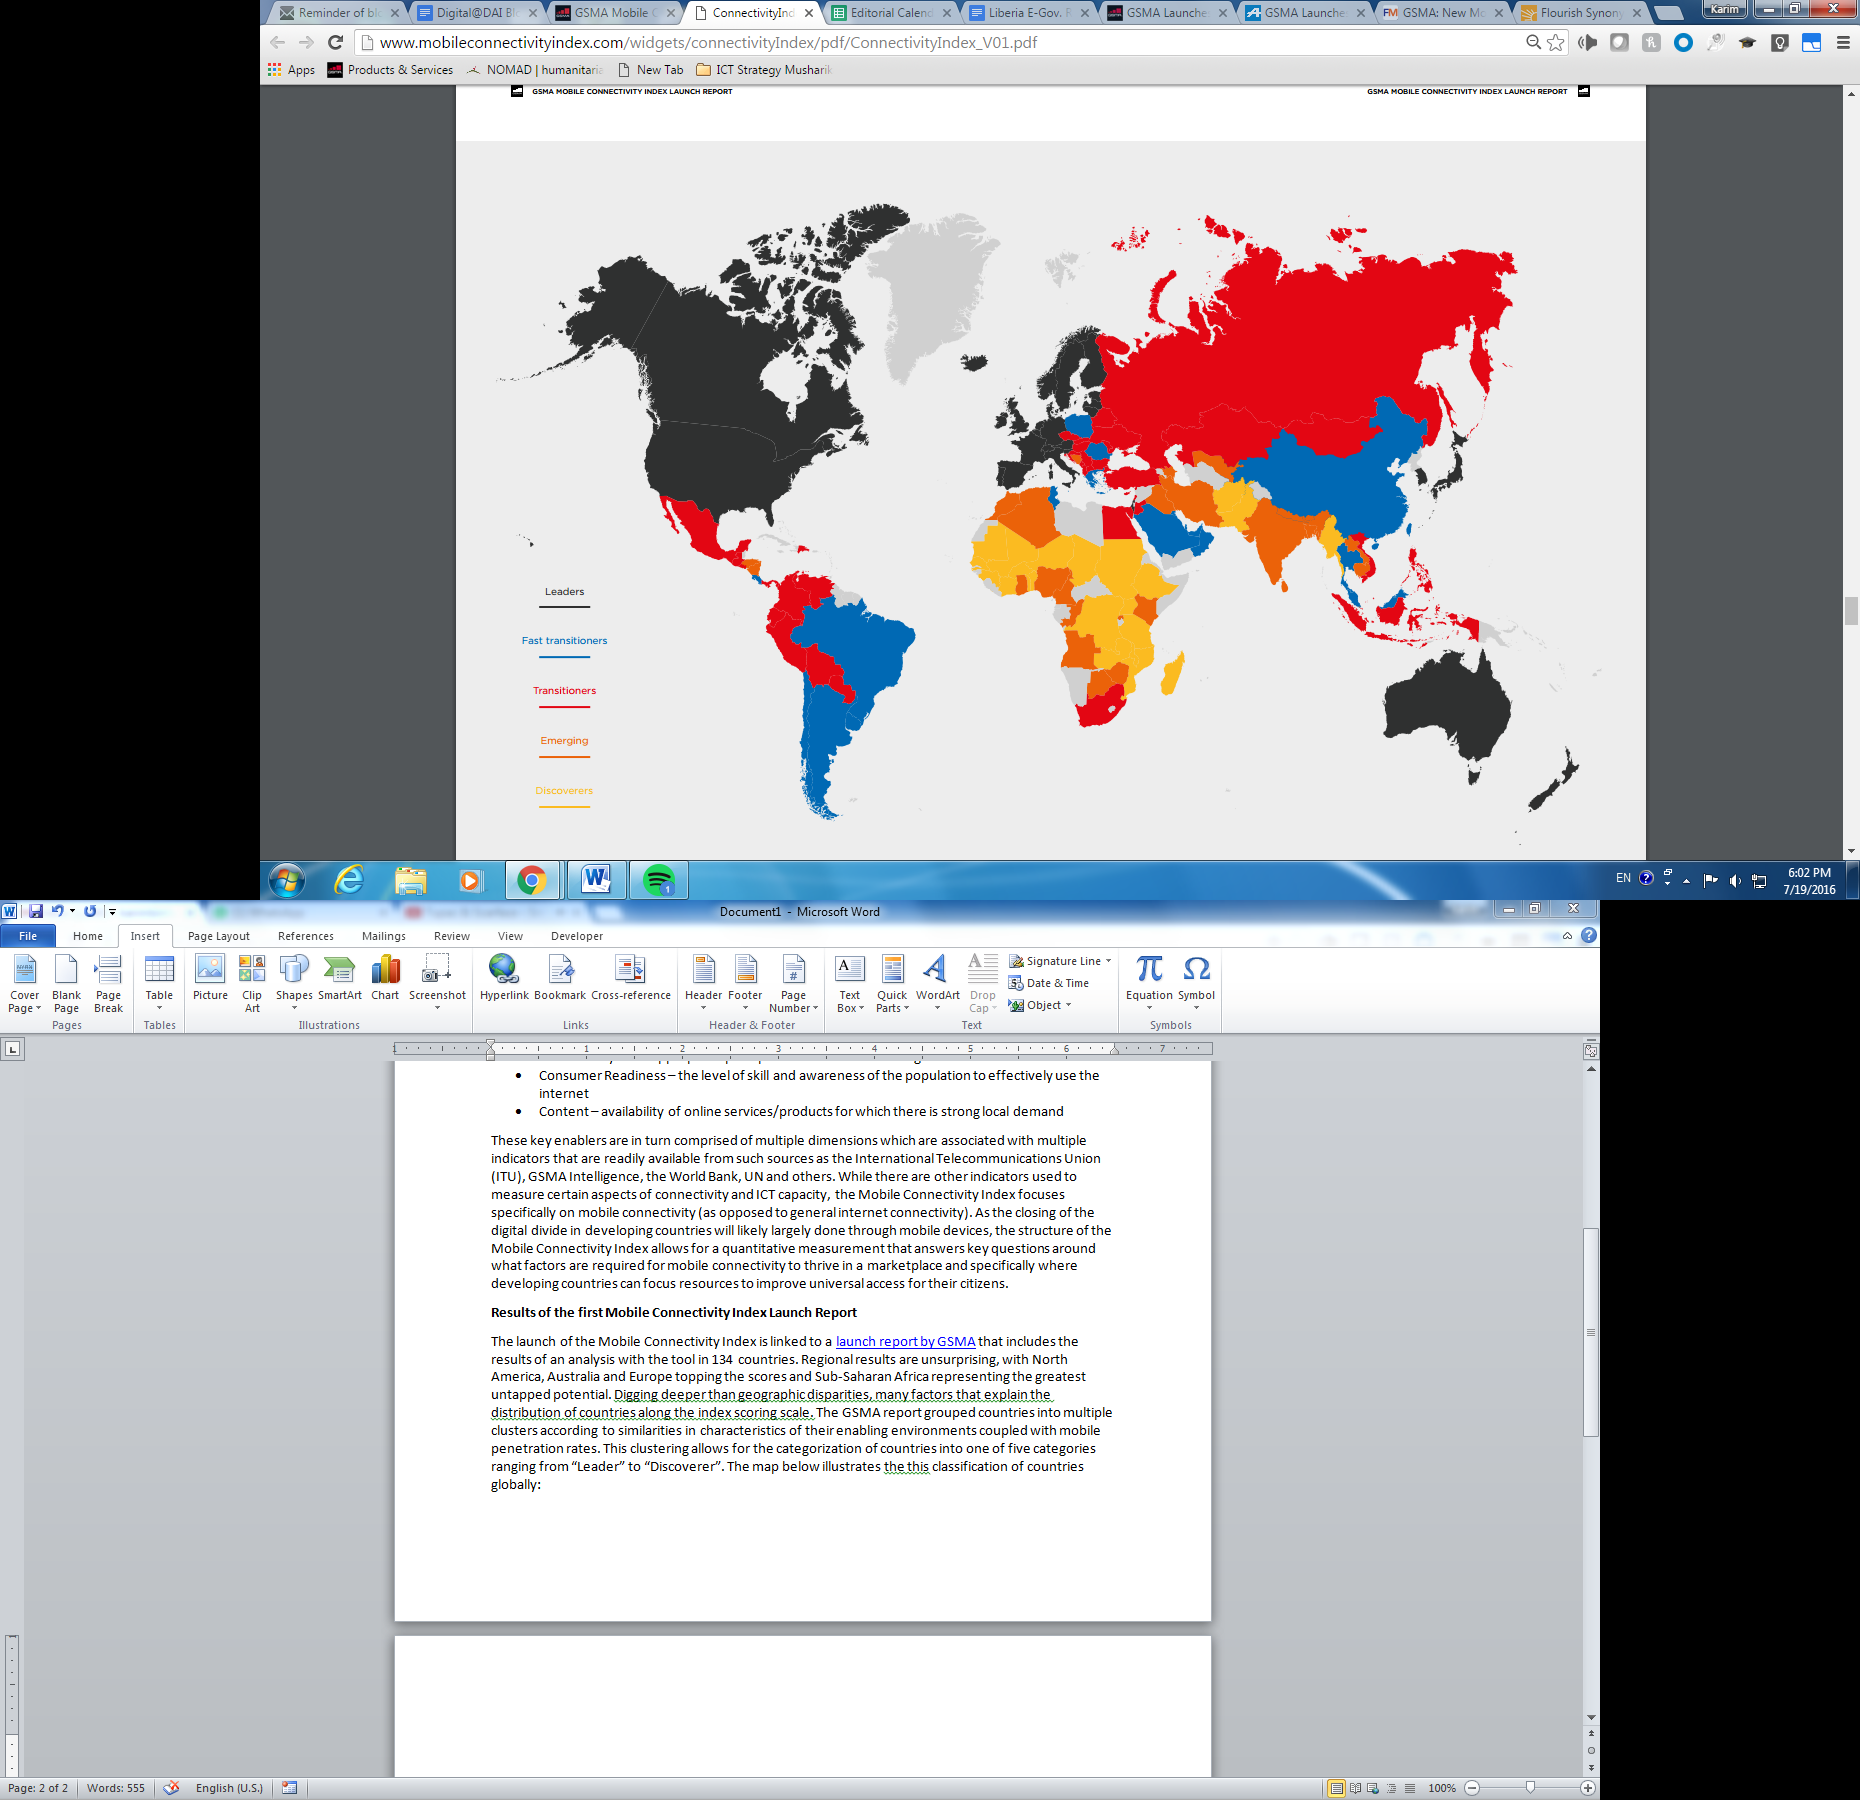 Reminder of bl
Digital@DAI Bl
GSMA Mobile C
ConnectivityInd
Editorial Calend
Liberia E-Gov. R
GSMA Launche
GSMA Launche
GSMA: New Mo
Flourish Synony
Karim
www.mobileconnectivityindex.com/widgets/connectivityIndex/pdf/ConnectivityIndex_V01.pdf
Apps
Products & Services
NOMAD | humanitaria
New Tab
ICT Strategy Musharik
GSMA MOBILE CONNECTIVITY INDEX LAUNCH REPORT
GSMA MOBILE CONNECTIVITY INDEX LAUNCH REPORT
Leaders
Fast transitioners
Transitioners
Emerging
Discoverers
EN
6:02 PM
7/19/2016
Document1 - Microsoft Word
File Home Insert Page Layout References Mailings Review View Developer
Cover Page
Blank Page
Page Break
Table
Picture
Clip Art
Shapes
SmartArt
Chart
Screenshot
Hyperlink
Bookmark
Cross-reference
Header
Footer
Page Number
Text Box
Quick Parts
WordArt
Drop Cap
Signature Line
Date & Time
Object
Equation
Symbol
Pages
Tables
Illustrations
Links
Header & Footer
Text
Symbols
1 1 2 3 4 5 6 7
• Consumer Readiness – the level of skill and awareness of the population to effectively use the
internet
• Content – availability of online services/products for which there is strong local demand
These key enablers are in turn comprised of multiple dimensions which are associated with multiple
indicators that are readily available from such sources as the International Telecommunications Union
(ITU), GSMA Intelligence, the World Bank, UN and others. While there are other indicators used to
measure certain aspects of connectivity and ICT capacity, the Mobile Connectivity Index focuses
specifically on mobile connectivity (as opposed to general internet connectivity). As the closing of the
digital divide in developing countries will likely largely done through mobile devices, the structure of the
Mobile Connectivity Index allows for a quantitative measurement that answers key questions around
what factors are required for mobile connectivity to thrive in a marketplace and specifically where
developing countries can focus resources to improve universal access for their citizens.
Results of the first Mobile Connectivity Index Launch Report
The launch of the Mobile Connectivity Index is linked to a launch report by GSMA that includes the
results of an analysis with the tool in 134 countries. Regional results are unsurprising, with North
America, Australia and Europe topping the scores and Sub-Saharan Africa representing the greatest
untapped potential. Digging deeper than geographic disparities, many factors that explain the
distribution of countries along the index scoring scale. The GSMA report grouped countries into multiple
clusters according to similarities in characteristics of their enabling environments coupled with mobile
penetration rates. This clustering allows for the categorization of countries into one of five categories
ranging from “Leader” to “Discoverer”. The map below illustrates the this classification of countries
globally:
Page: 2 of 2
Words: 555
English (U.S.)
100%